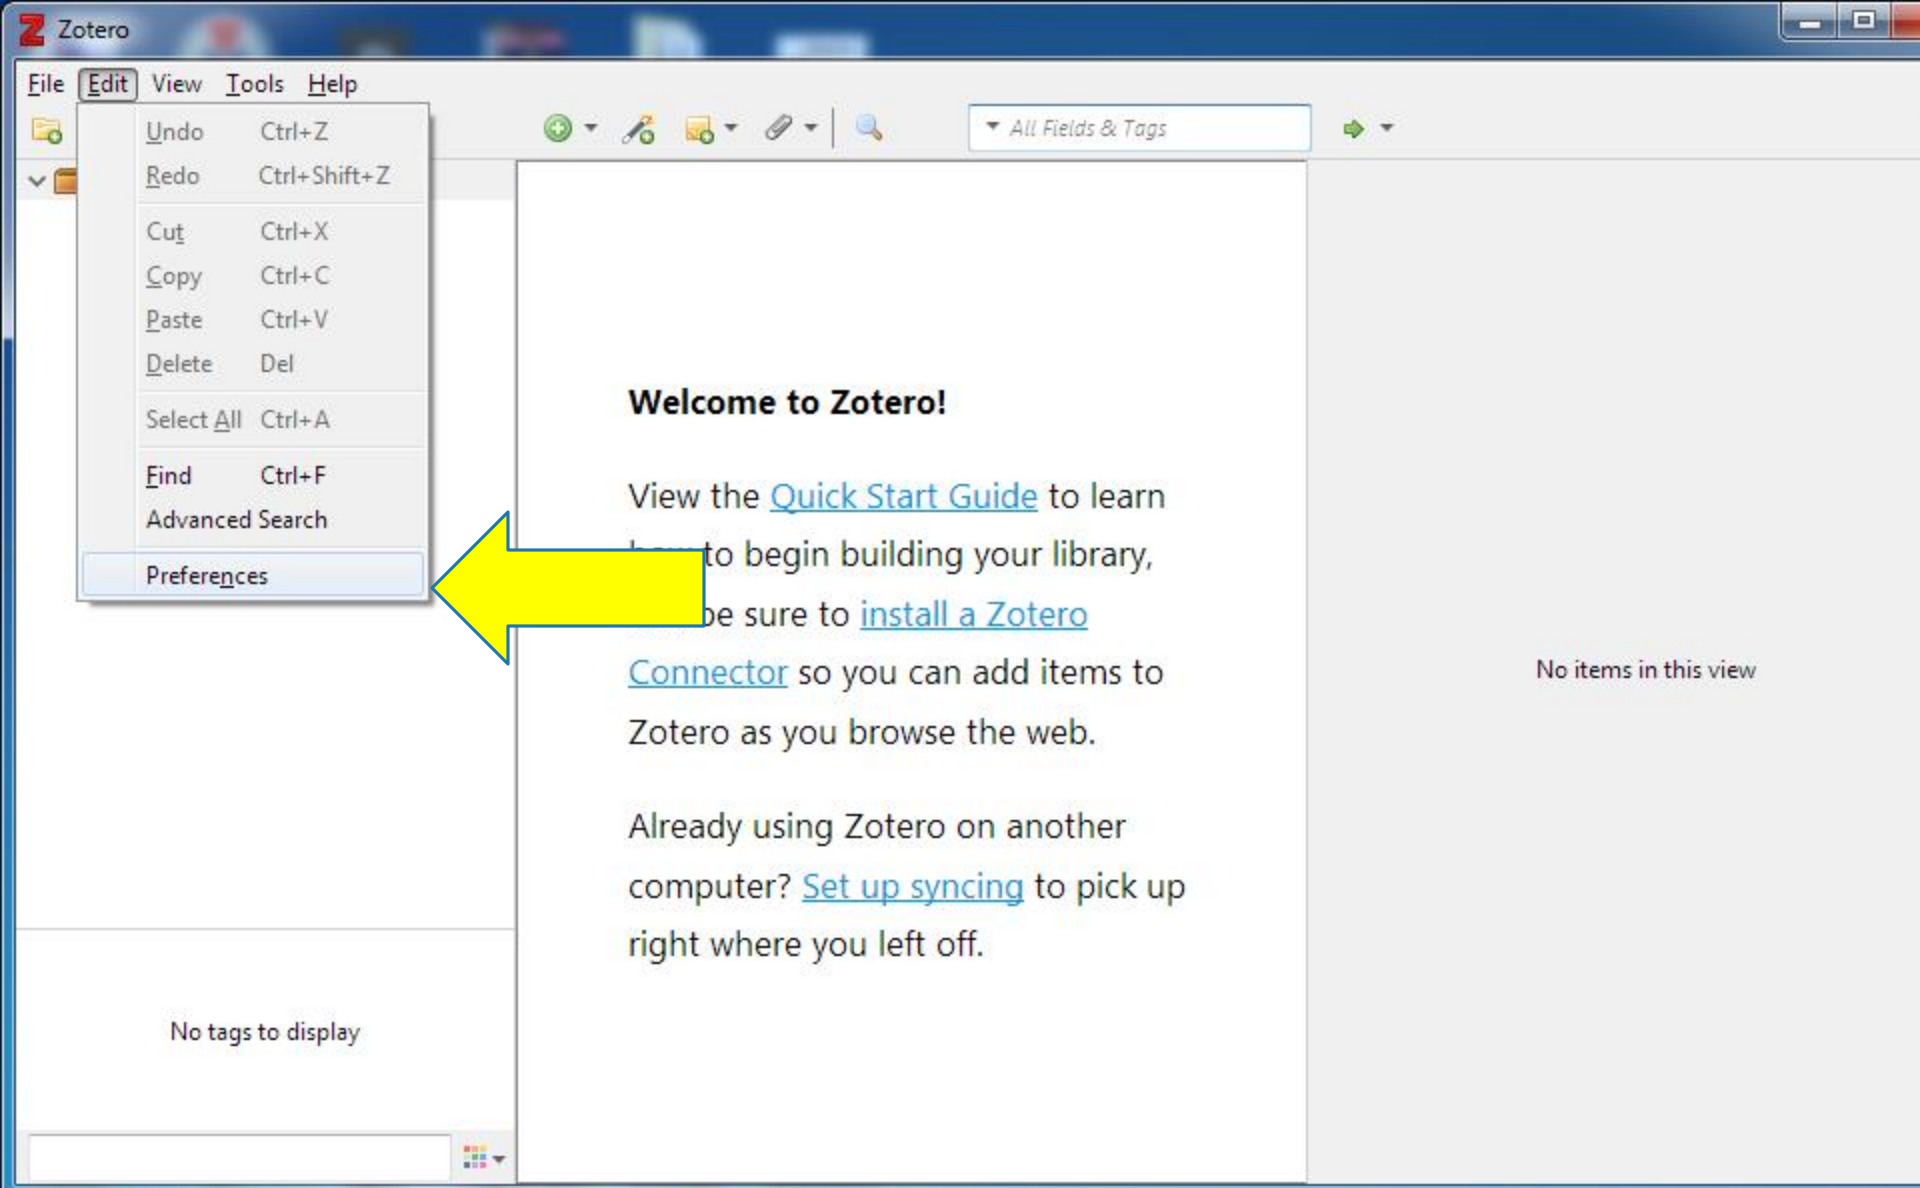 Zotero
File Edit View Tools Help
Undo Ctrl+Z
Redo Ctrl+Shift+Z
Cut Ctrl+X
Copy Ctrl+C
Paste Ctrl+V
Delete Del
Select All Ctrl+A
Find Ctrl+F
Advanced Search
Preferences
All Fields & Tags
Welcome to Zotero!
View the Quick Start Guide to learn
to begin building your library,
be sure to install a Zotero
Connector so you can add items to
Zotero as you browse the web.
Already using Zotero on another
computer? Set up syncing to pick up
right where you left off.
No items in this view
No tags to display